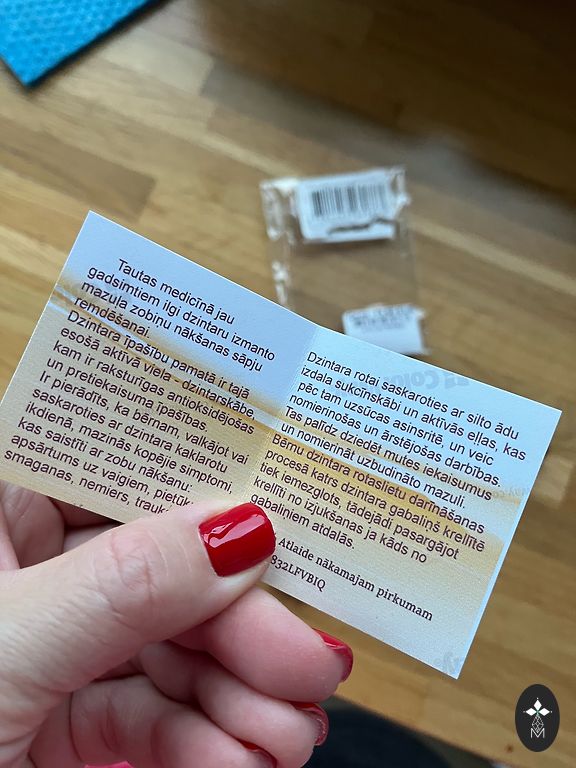 Tautas medicīnā jau
gadsimtiem ilgi dzintaru izmanto
mazuļa zobiņu nākšanas sāpju
remdēšanai.
Dzintara īpašību pamatā ir tajā
esošā aktīvā viela - dzintarskābe,
kam ir raksturīgas antioksidējošas
un pretiekaisuma īpašības.
Ir pierādīts, ka bērnam, valkājot vai
saskaroties ar dzintara kaklarotu
ikdienā, mazinās kopējie simptomi,
kas saistīti ar zobu nākšanu:
apsārtums uz vaigiem,
smaganas, nemiers,
Dzintara rotai saskaroties ar silto ādu
izdala sukcīnskābi un aktīvās eļļas, kas
pēc tam uzsūcas asinsritē, un veic
nomierinošas un ārstējošas darbības.
Tas palīdz dziedēt mutes iekaisumus
un nomierināt uzbudināto mazuli.
Bērnu dzintara rotaslietu darināšanas
procesā katrs dzintara gabaliņš krellītē
tiek iemezglots, tādējādi pasargājot
krellīti no izjukšanas ja kāds no
gabaliņiem atdalās.
Atlaide nākamajam pirkumam
832LFVBIQ
M